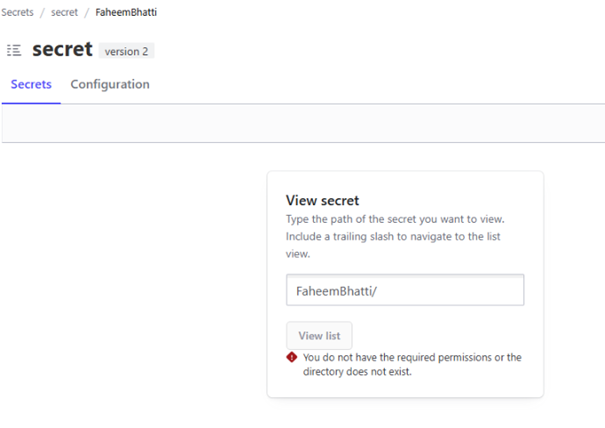 Secrets / secret / FaheemBhatti
secret version 2
Secrets Configuration
View secret
Type the path of the secret you want to view.
Include a trailing slash to navigate to the list
view.
FaheemBhatti/
View list
You do not have the required permissions or the
directory does not exist.